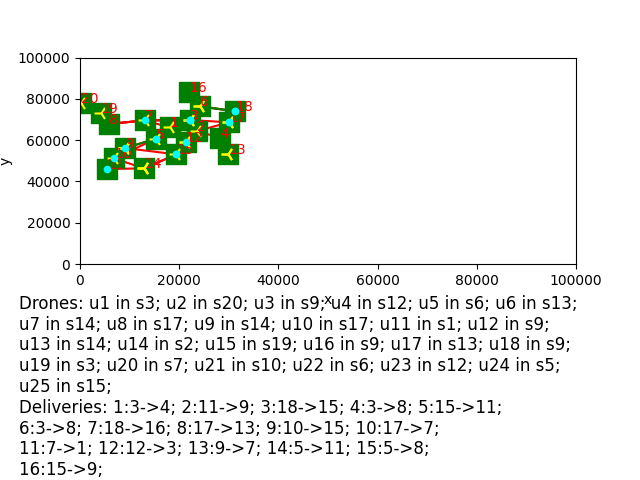 100000
80000
60000
40000
20000
0
y
16
0
9
8
3
4
0 20000 40000 60000 80000 100000
x
Drones: u1 in s3; u2 in s20; u3 in s9; u4 in s12; u5 in s6; u6 in s13;
u7 in s14; u8 in s17; u9 in s14; u10 in s17; u11 in s1; u12 in s9;
u13 in s14; u14 in s2; u15 in s19; u16 in s9; u17 in s13; u18 in s9;
u19 in s3; u20 in s7; u21 in s10; u22 in s6; u23 in s12; u24 in s5;
u25 in s15;
Deliveries: 1:3->4; 2:11->9; 3:18->15; 4:3->8; 5:15->11;
6:3->8; 7:18->16; 8:17->13; 9:10->15; 10:17->7;
11:7->1; 12:12->3; 13:9->7; 14:5->11; 15:5->8;
16:15->9;